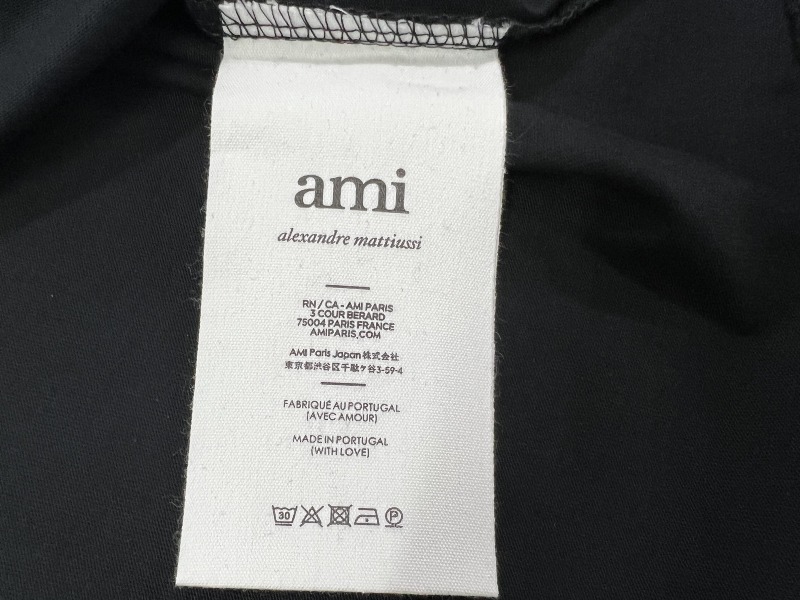 ami
alexandre mattiussi
RN / CA - AMI PARIS
3 COUR BERARD
75004 PARIS FRANCE
AMIPARIS.COM
AMI Paris Japan 株式会社
東京都渋谷区千駄ヶ谷3-59-4
FABRIQUÉ AU PORTUGAL
(AVEC AMOUR)
MADE IN PORTUGAL
(WITH LOVE)
30 P